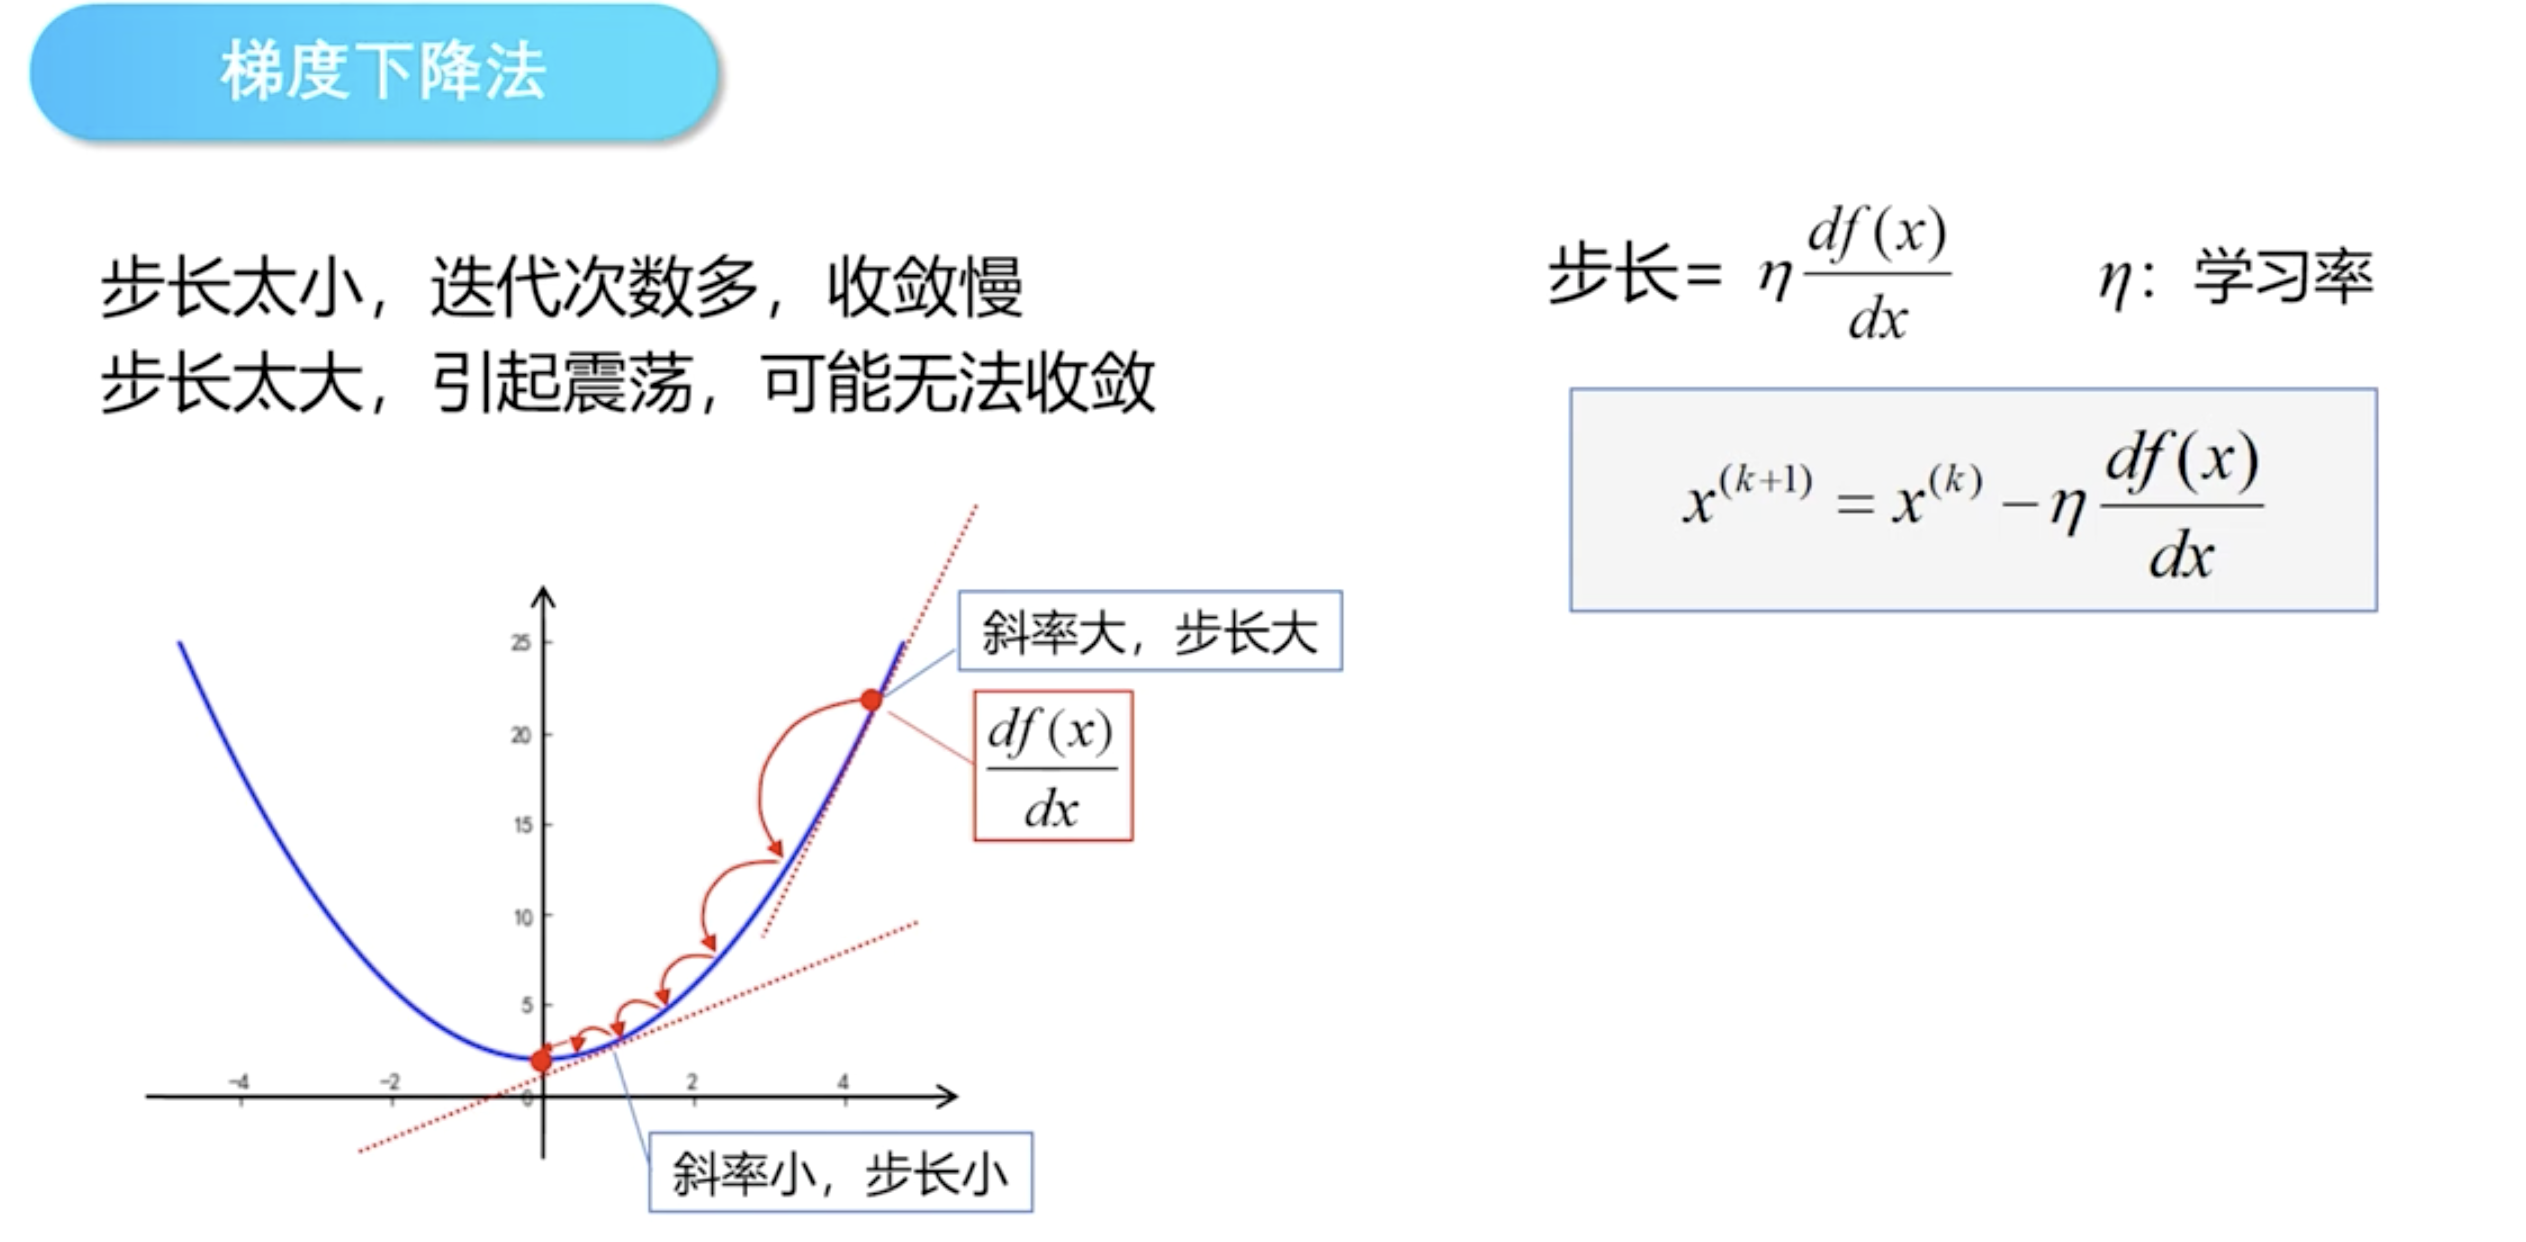 梯度下降法
步长太小，迭代次数多，收敛慢
步长太大，引起震荡，可能无法收敛
步长= η df(x)/dx η：学习率
x^(k+1) = x^(k) − η df(x)/dx
斜率大，步长大
df(x)/dx
25
20
15
10
5
0
−4 −2 2 4
斜率小，步长小